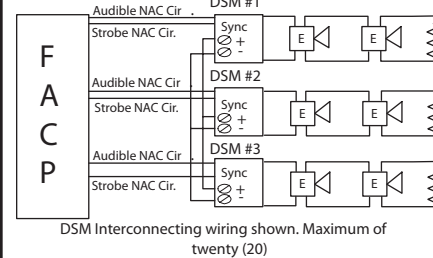 DSM #1
Audible NAC Cir .
Strobe NAC Cir.
Sync
+
-
E
E
FACP
DSM #2
Audible NAC Cir .
Strobe NAC Cir.
Sync
+
-
E
E
DSM #3
Audible NAC Cir .
Strobe NAC Cir.
Sync
+
-
E
E
DSM Interconnecting wiring shown. Maximum of
twenty (20)